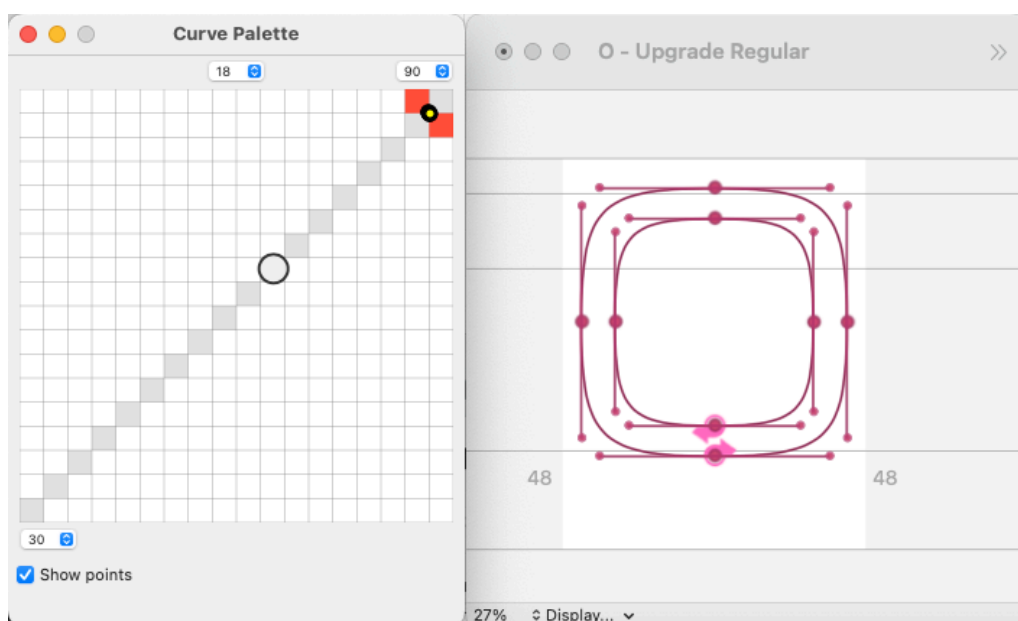 Curve Palette
18
90
30
Show points
O - Upgrade Regular
48
48
27%
Display...